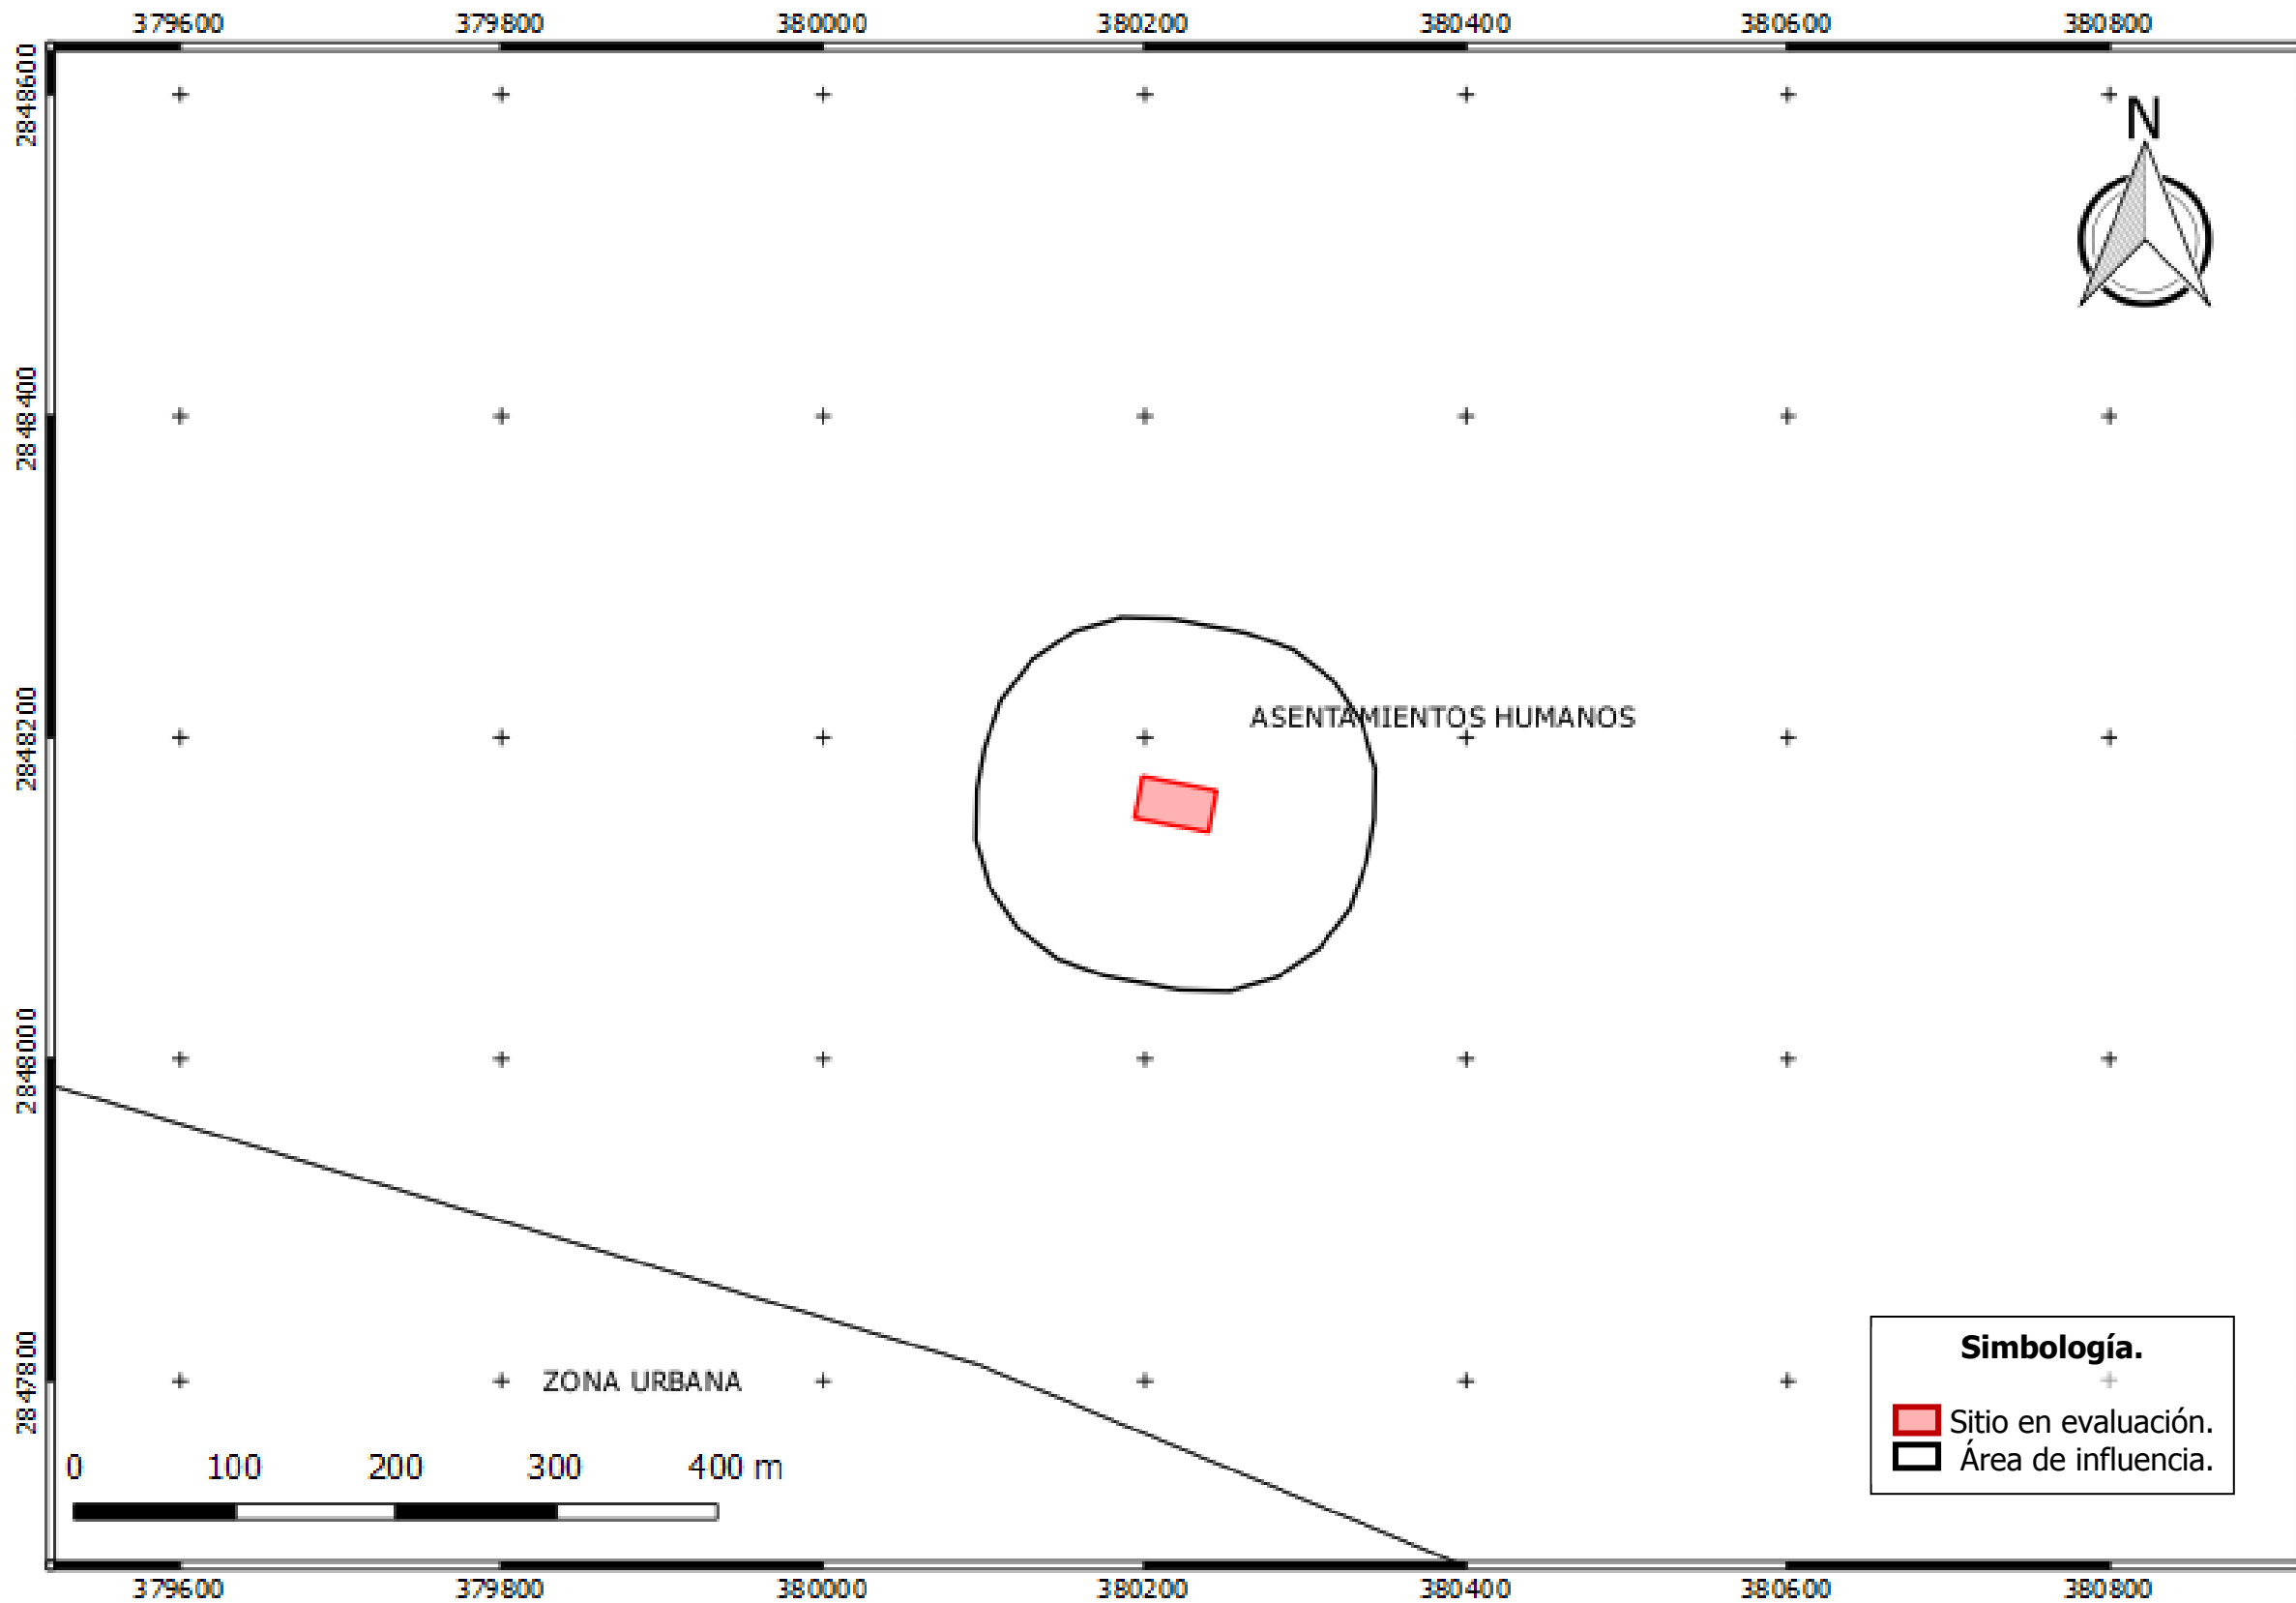 379600 379800 380000 380200 380400 380600 380800
2848600
N
2848400
2848200
ASENTAMIENTOS HUMANOS
2848000
2847800
ZONA URBANA
Simbología.
Sitio en evaluación.
Área de influencia.
0 100 200 300 400 m
379600 379800 380000 380200 380400 380600 380800